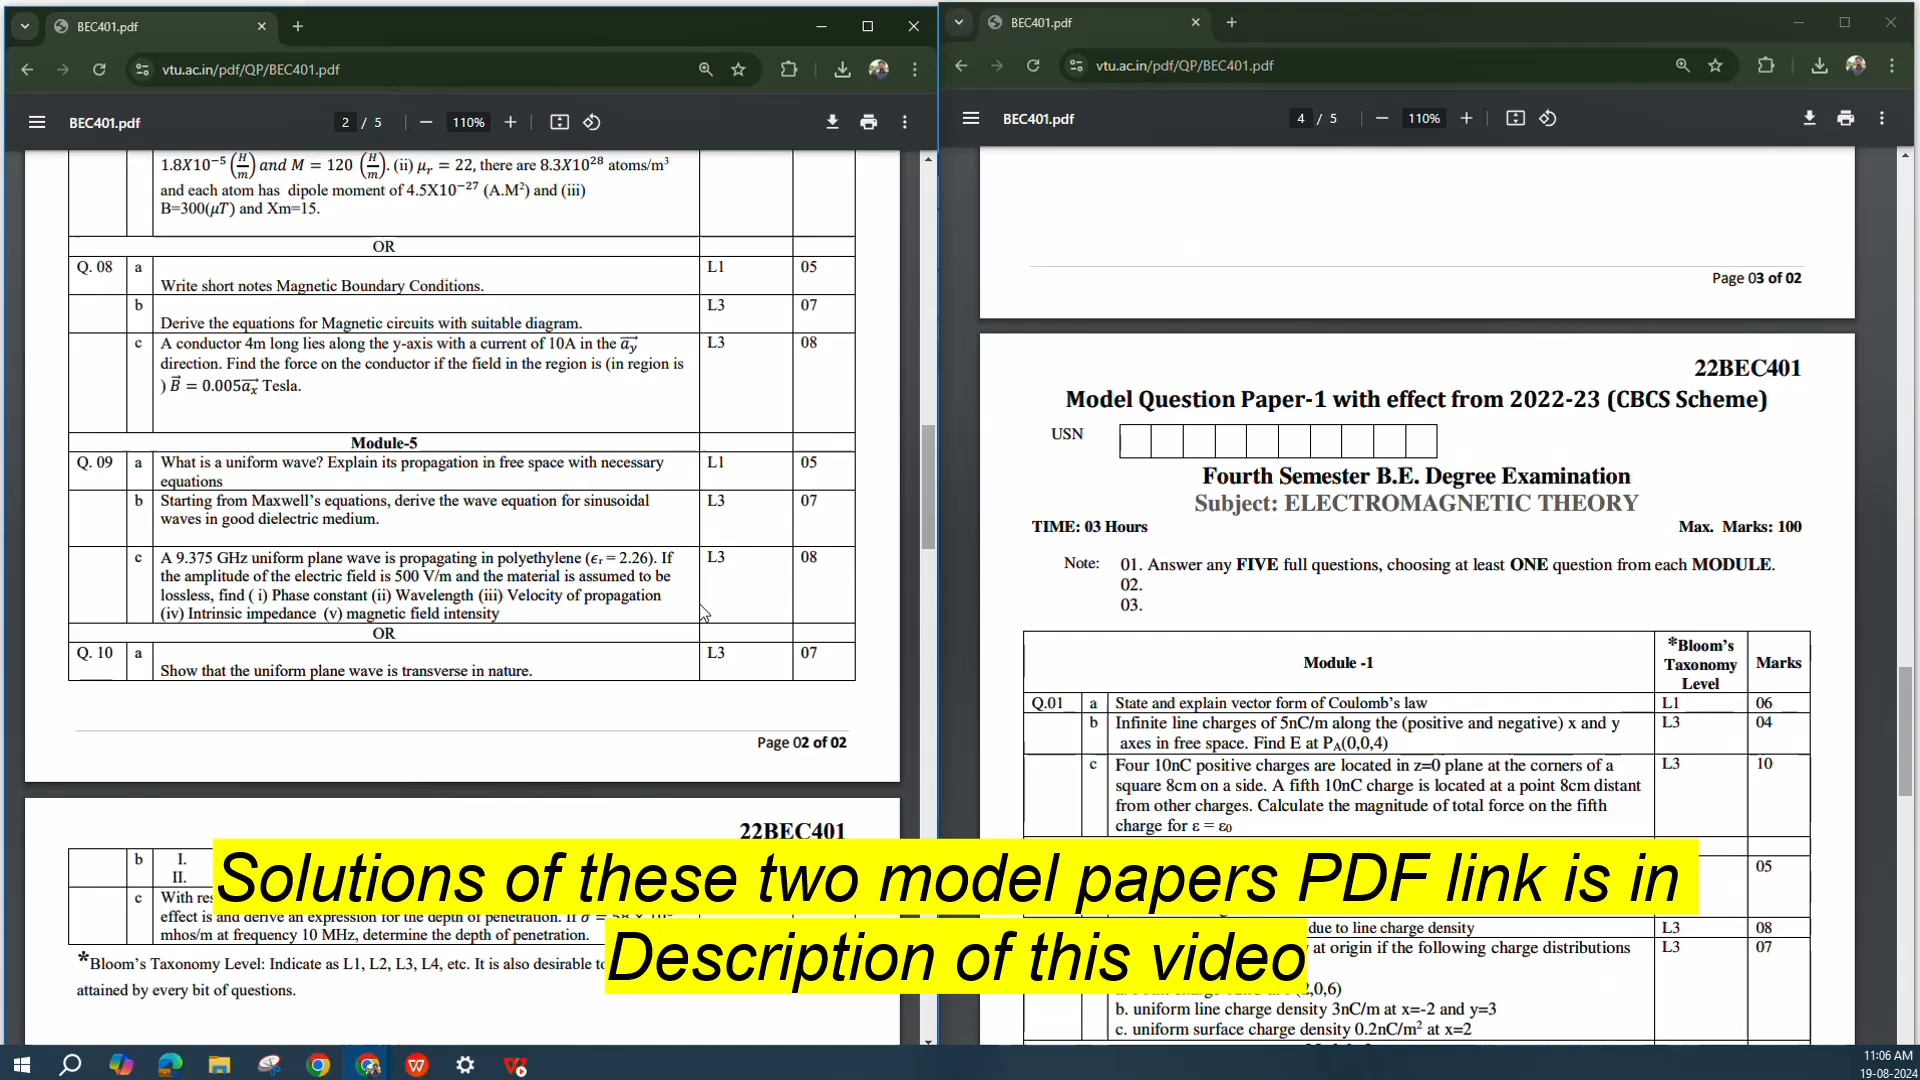 BEC401.pdf
vtu.ac.in/pdf/QP/BEC401.pdf
BEC401.pdf
2 / 5
110%
1.8X10⁻⁵ (H/m) and M = 120 (H/m). (ii) μᵣ = 22, there are 8.3X10²⁸ atoms/m³
and each atom has dipole moment of 4.5X10⁻²⁷ (A.M²) and (iii)
B=300(μT) and Xm=15.
OR
Q. 08 a L1 05
Write short notes Magnetic Boundary Conditions.
b L3 07
Derive the equations for Magnetic circuits with suitable diagram.
c A conductor 4m long lies along the y-axis with a current of 10A in the a⃗y L3 08
direction. Find the force on the conductor if the field in the region is (in region is
) B⃗ = 0.005a⃗x Tesla.
Module-5
Q. 09 a What is a uniform wave? Explain its propagation in free space with necessary L1 05
equations
b Starting from Maxwell’s equations, derive the wave equation for sinusoidal L3 07
waves in good dielectric medium.
c A 9.375 GHz uniform plane wave is propagating in polyethylene (ϵᵣ = 2.26). If L3 08
the amplitude of the electric field is 500 V/m and the material is assumed to be
lossless, find ( i) Phase constant (ii) Wavelength (iii) Velocity of propagation
(iv) Intrinsic impedance (v) magnetic field intensity
OR
Q. 10 a L3 07
Show that the uniform plane wave is transverse in nature.
Page 02 of 02
22BEC401
b I.
II.
c With
effect is and derive an expression for the depth of penetration. If
mhos/m at frequency 10 MHz, determine the depth of penetration.
*Bloom’s Taxonomy Level: Indicate as L1, L2, L3, L4, etc. It is also desirable
attained by every bit of questions.
BEC401.pdf
vtu.ac.in/pdf/QP/BEC401.pdf
BEC401.pdf
4 / 5
110%
Page 03 of 02
22BEC401
Model Question Paper-1 with effect from 2022-23 (CBCS Scheme)
USN
Fourth Semester B.E. Degree Examination
Subject: ELECTROMAGNETIC THEORY
TIME: 03 Hours Max. Marks: 100
Note: 01. Answer any FIVE full questions, choosing at least ONE question from each MODULE.
02.
03.
Module -1 *Bloom’s Taxonomy Level Marks
Q.01 a State and explain vector form of Coulomb’s law L1 06
b Infinite line charges of 5nC/m along the (positive and negative) x and y L3 04
axes in free space. Find E at PA(0,0,4)
c Four 10nC positive charges are located in z=0 plane at the corners of a L3 10
square 8cm on a side. A fifth 10nC charge is located at a point 8cm distant
from other charges. Calculate the magnitude of total force on the fifth
charge for ε = ε0
05
due to line charge density L3 08
at origin if the following charge distributions L3 07
,0,6)
b. uniform line charge density 3nC/m at x=-2 and y=3
c. uniform surface charge density 0.2nC/m² at x=2
Solutions of these two model papers PDF link is in
Description of this video
11:06 AM
19-08-2024